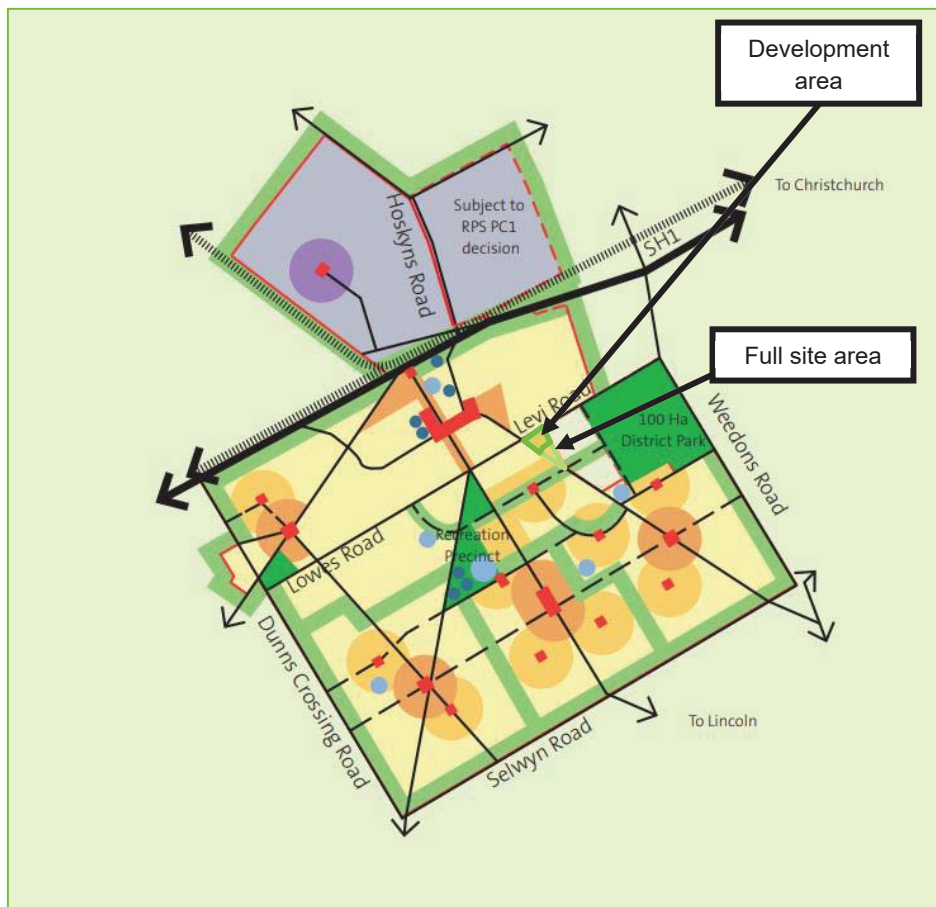 Development
area
To Christchurch
Hoskyns Road
Subject to
RPS PC1
decision
SH1
Full site area
Levi Road
100 Ha
District Park
Weedons Road
Recreation
Precinct
Lowes Road
Dunns Crossing Road
To Lincoln
Selwyn Road